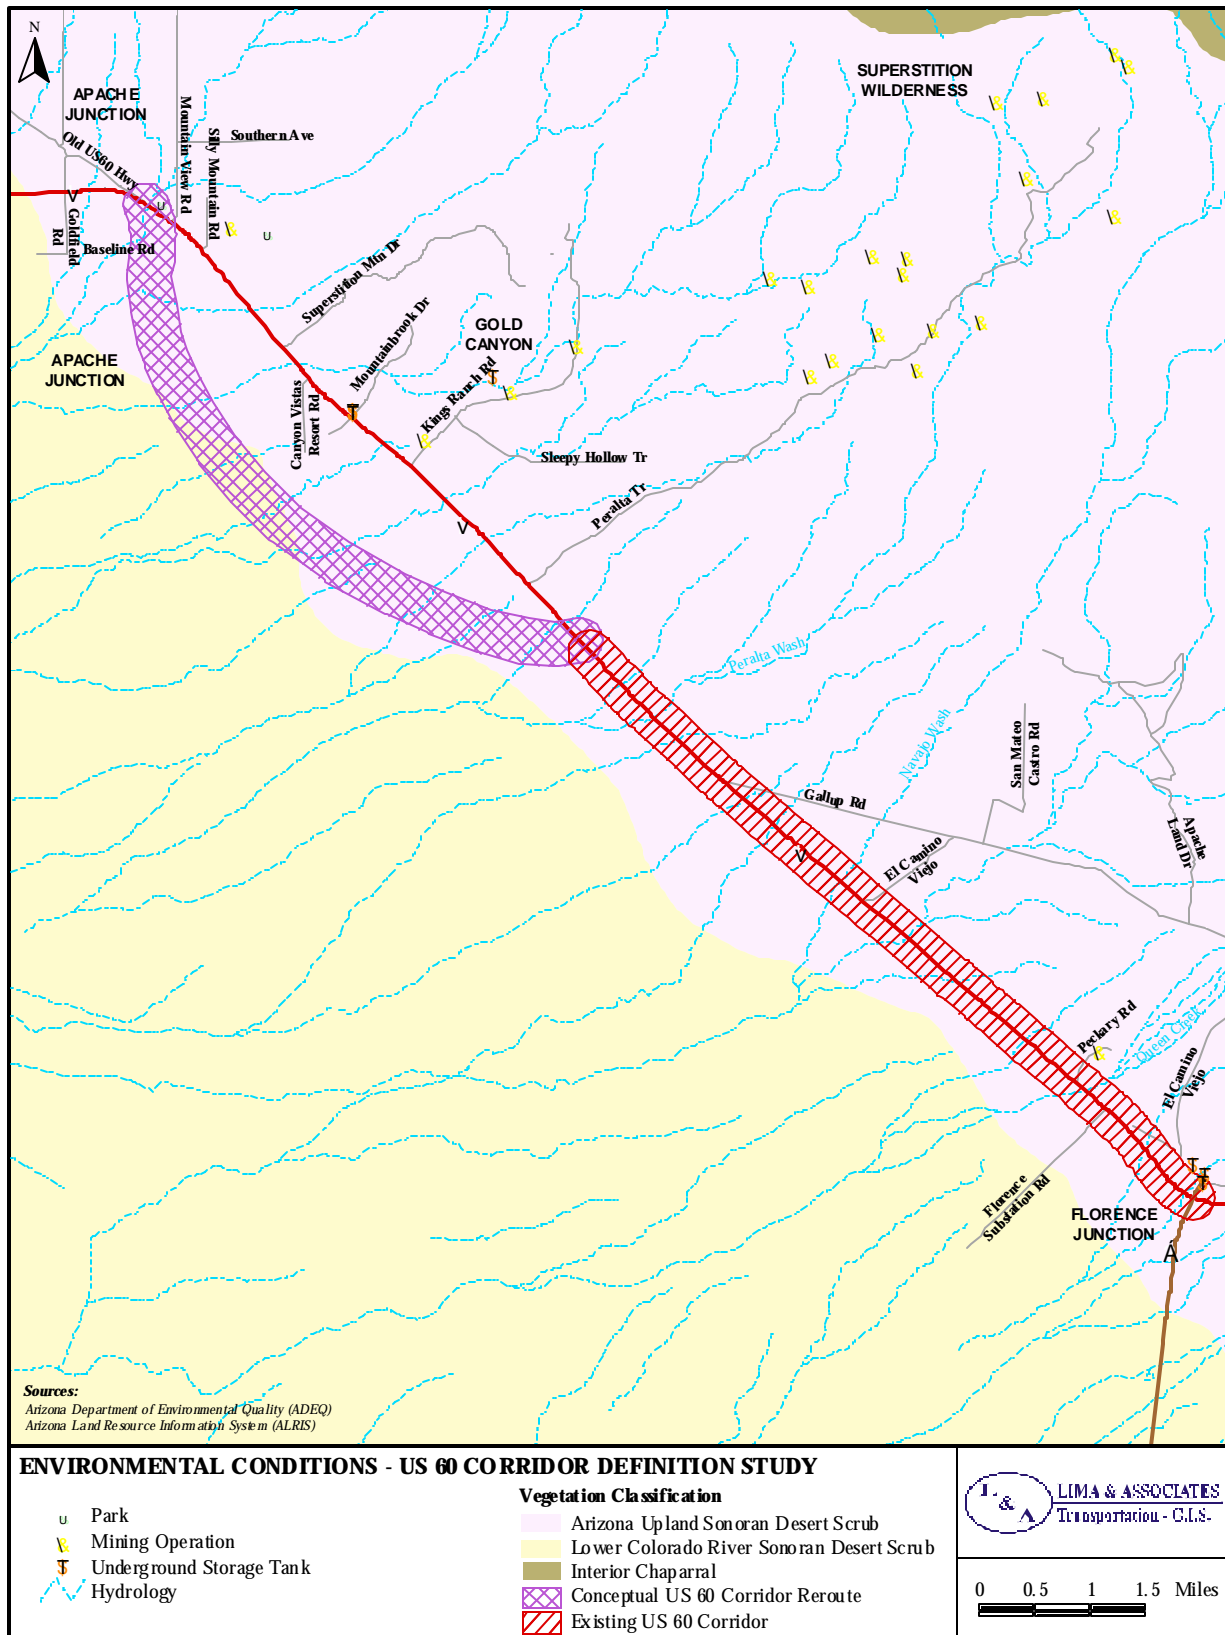 N
SUPERSTITION
WILDERNESS
APACHE
JUNCTION
Old US60 Hwy
Mountain View Rd
Silly Mountain Rd
Southern Ave
Goldfield
Rd
Baseline Rd
Superstition Mtn Dr
Mountainbrook Dr
GOLD
CANYON
APACHE
JUNCTION
Kings Ranch Rd
Canyon Vistas
Resort Rd
Sleepy Hollow Tr
Peralta Tr
Peralta Wash
Navajo Wash
San Mateo
Castro Rd
Gallup Rd
Apache
Land Dr
El Camino
Viejo
Peckary Rd
Queen Creek
El Camino
Viejo
Florence
Substation Rd
FLORENCE
JUNCTION
Sources:
Arizona Department of Environmental Quality (ADEQ)
Arizona Land Resource Information System (ALRIS)
ENVIRONMENTAL CONDITIONS - US 60 CORRIDOR DEFINITION STUDY
Park
Mining Operation
Underground Storage Tank
Hydrology
Vegetation Classification
Arizona Upland Sonoran Desert Scrub
Lower Colorado River Sonoran Desert Scrub
Interior Chaparral
Conceptual US 60 Corridor Reroute
Existing US 60 Corridor
L & A
LIMA & ASSOCIATES
Transportation - G.I.S.
0 0.5 1 1.5 Miles